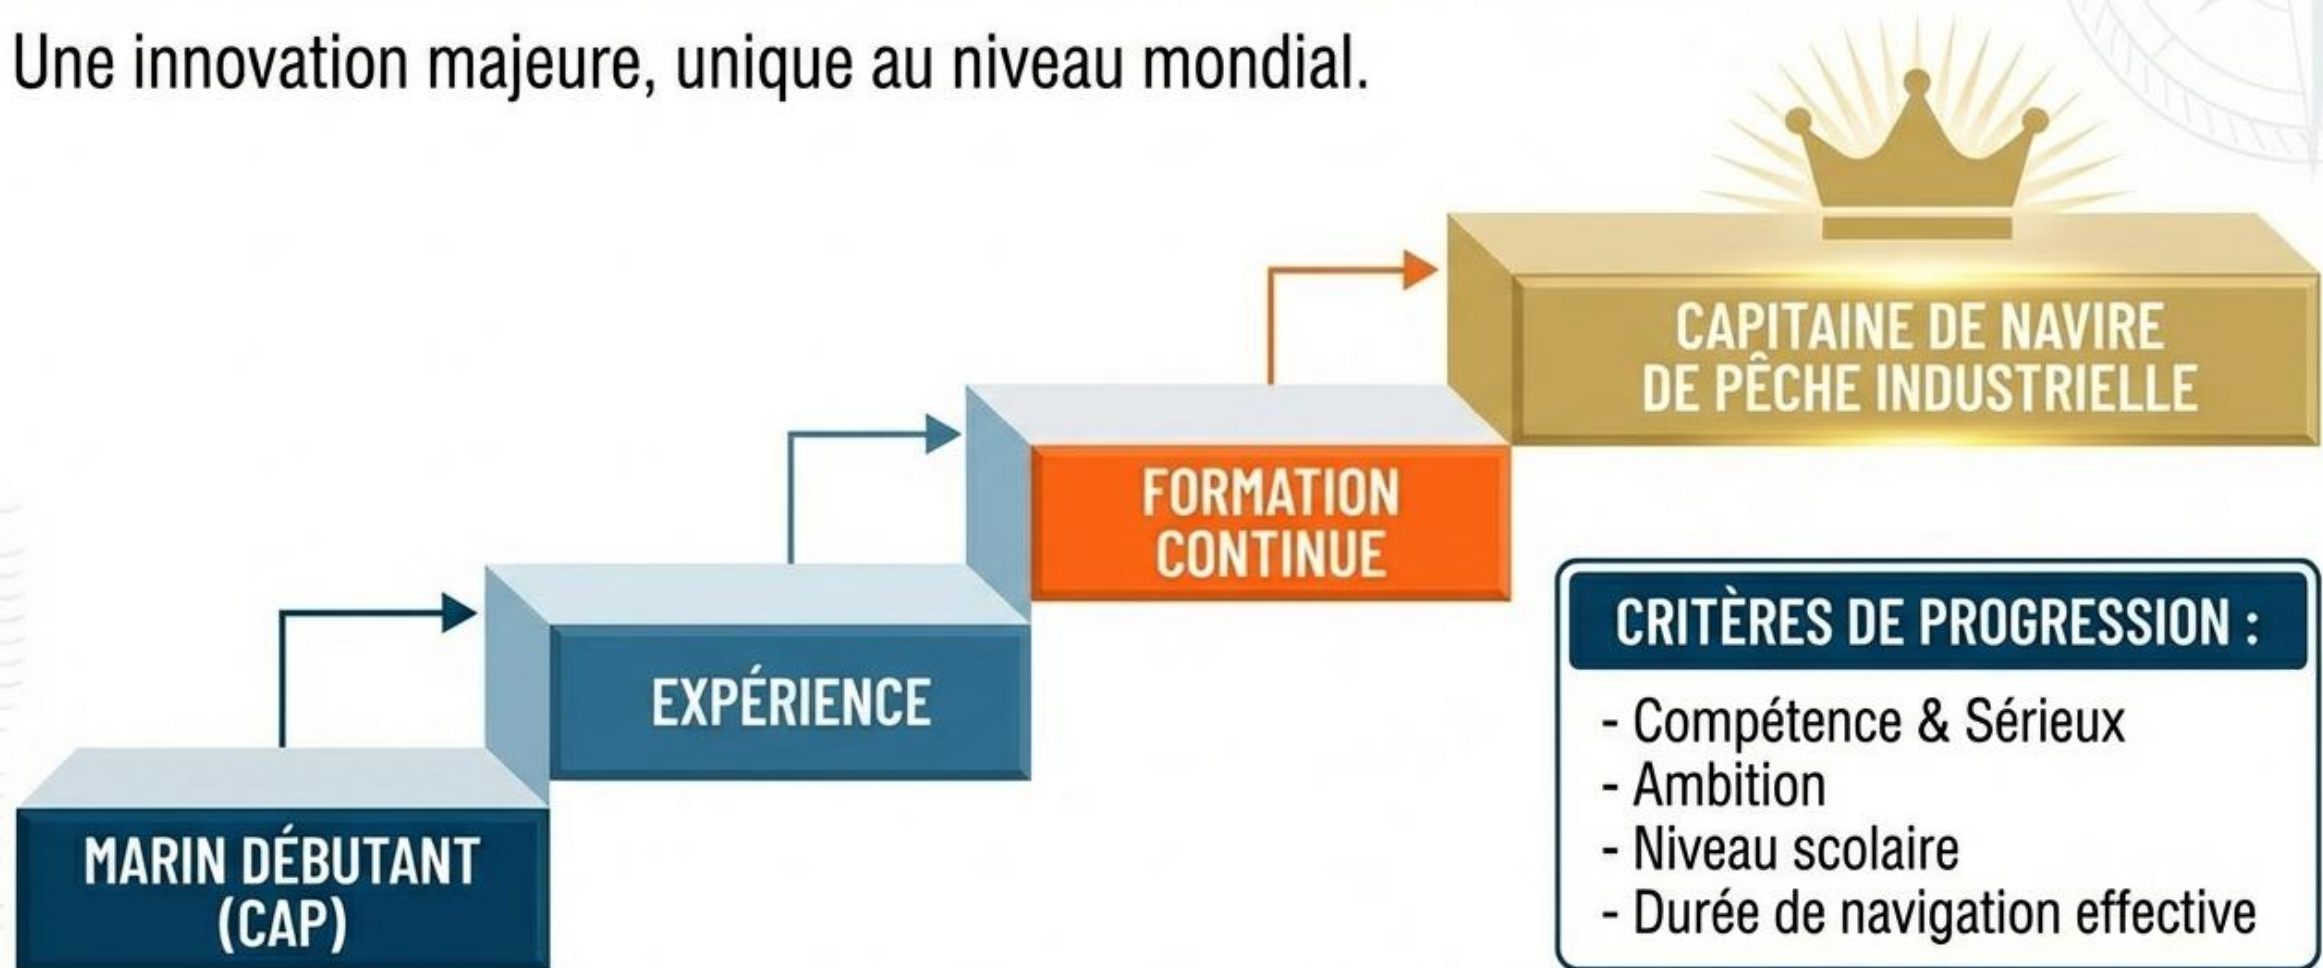 Une innovation majeure, unique au niveau mondial.
CAPITAINE DE NAVIRE
DE PÊCHE INDUSTRIELLE
FORMATION
CONTINUE
EXPÉRIENCE
MARIN DÉBUTANT
(CAP)
CRITÈRES DE PROGRESSION :
- Compétence & Sérieux
- Ambition
- Niveau scolaire
- Durée de navigation effective